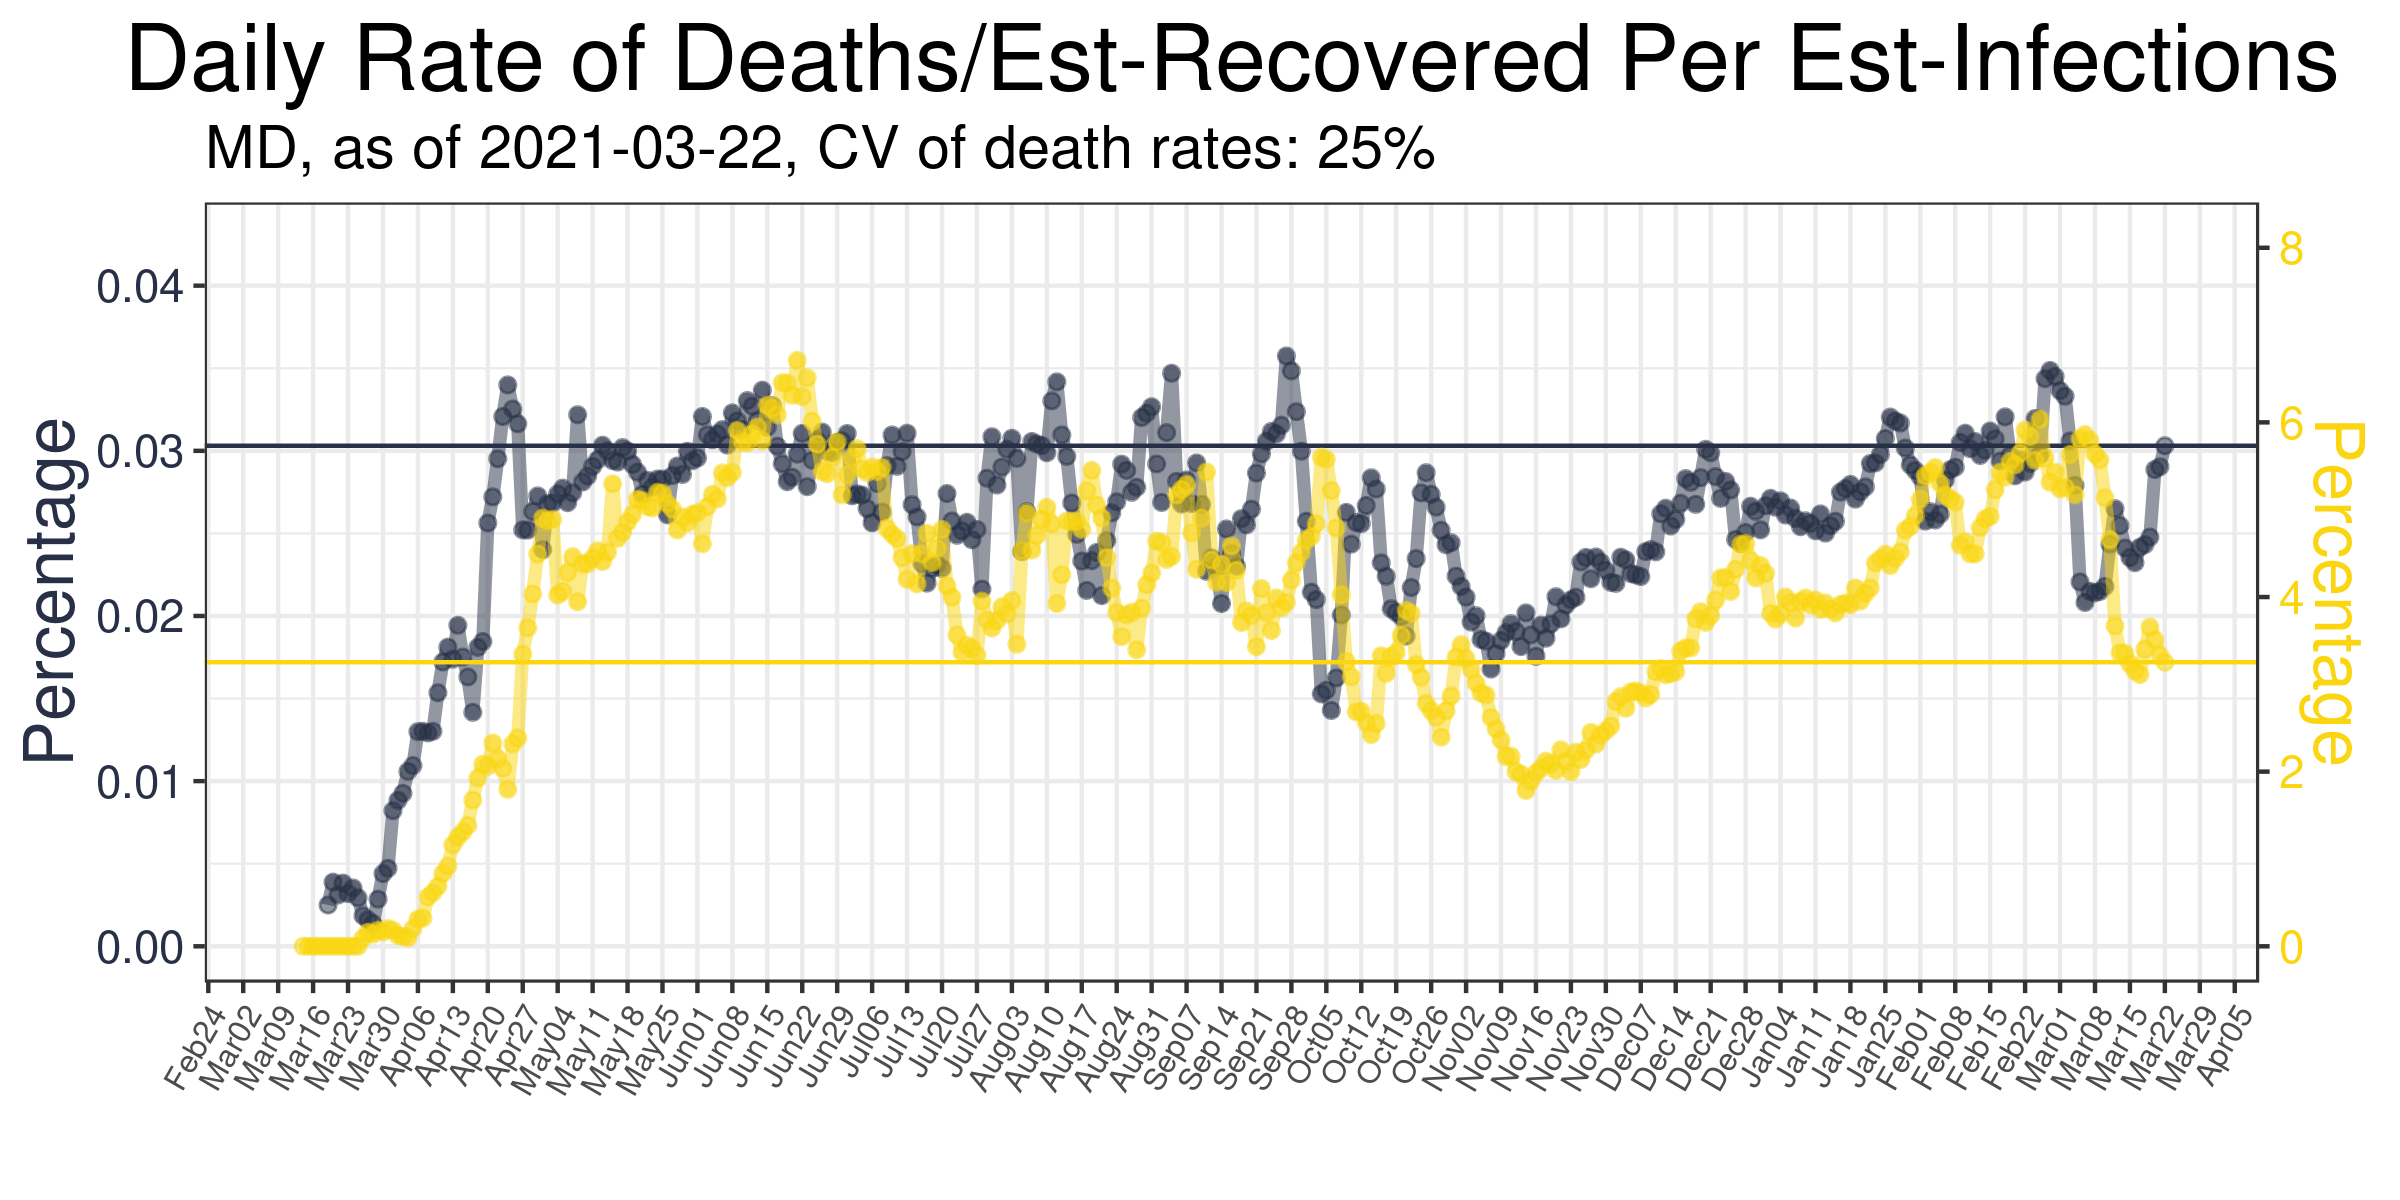 Daily Rate of Deaths/Est-Recovered Per Est-Infections
MD, as of 2021-03-22, CV of death rates: 25%
Percentage
0.04
0.03
0.02
0.01
0.00
8
6
4
2
0
Percentage
Feb24 Mar02 Mar09 Mar16 Mar23 Mar30 Apr06 Apr13 Apr20 Apr27 May04 May11 May18 May25 Jun01 Jun08 Jun15 Jun22 Jun29 Jul06 Jul13 Jul20 Jul27 Aug03 Aug10 Aug17 Aug24 Aug31 Sep07 Sep14 Sep21 Sep28 Oct05 Oct12 Oct19 Oct26 Nov02 Nov09 Nov16 Nov23 Nov30 Dec07 Dec14 Dec21 Dec28 Jan04 Jan11 Jan18 Jan25 Feb01 Feb08 Feb15 Feb22 Mar01 Mar08 Mar15 Mar22 Mar29 Apr05